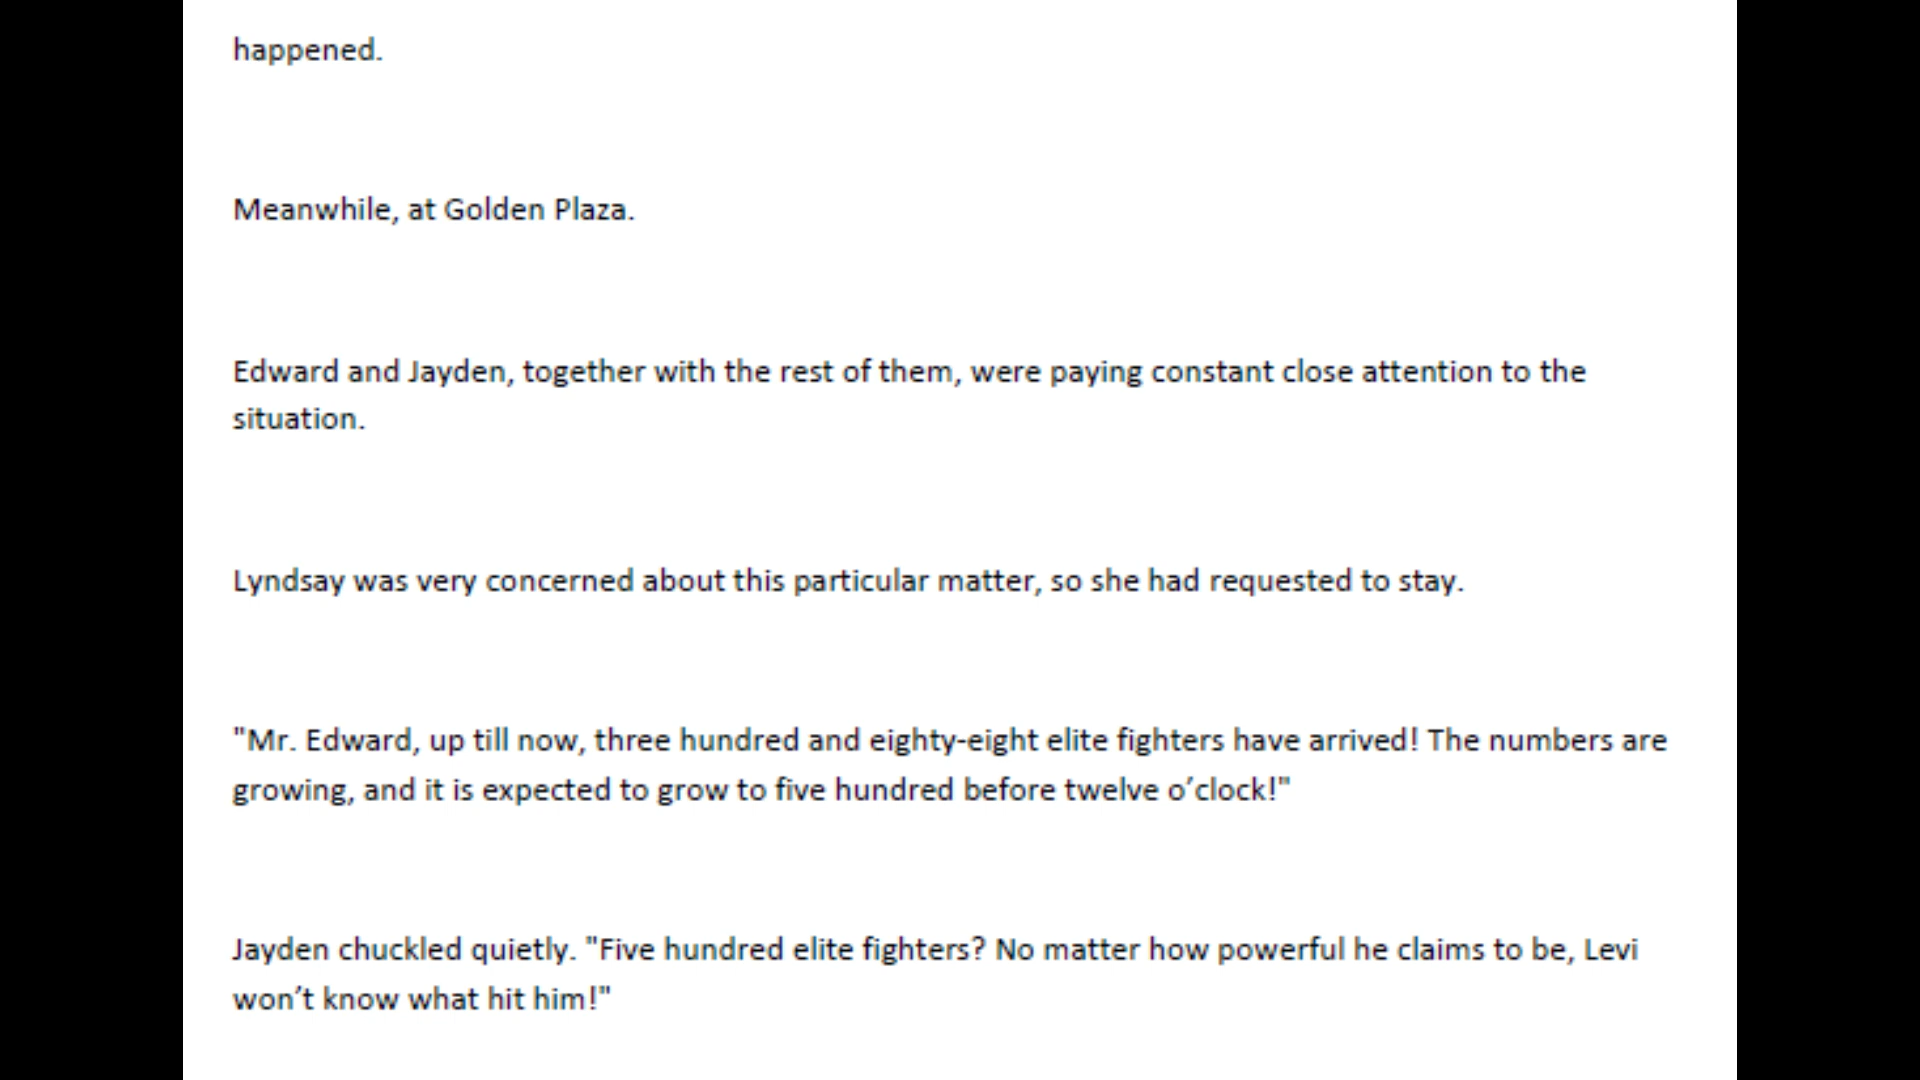 happened.
Meanwhile, at Golden Plaza.
Edward and Jayden, together with the rest of them, were paying constant close attention to the
situation.
Lyndsay was very concerned about this particular matter, so she had requested to stay.
"Mr. Edward, up till now, three hundred and eighty-eight elite fighters have arrived! The numbers are
growing, and it is expected to grow to five hundred before twelve o’clock!"
Jayden chuckled quietly. "Five hundred elite fighters? No matter how powerful he claims to be, Levi
won’t know what hit him!"